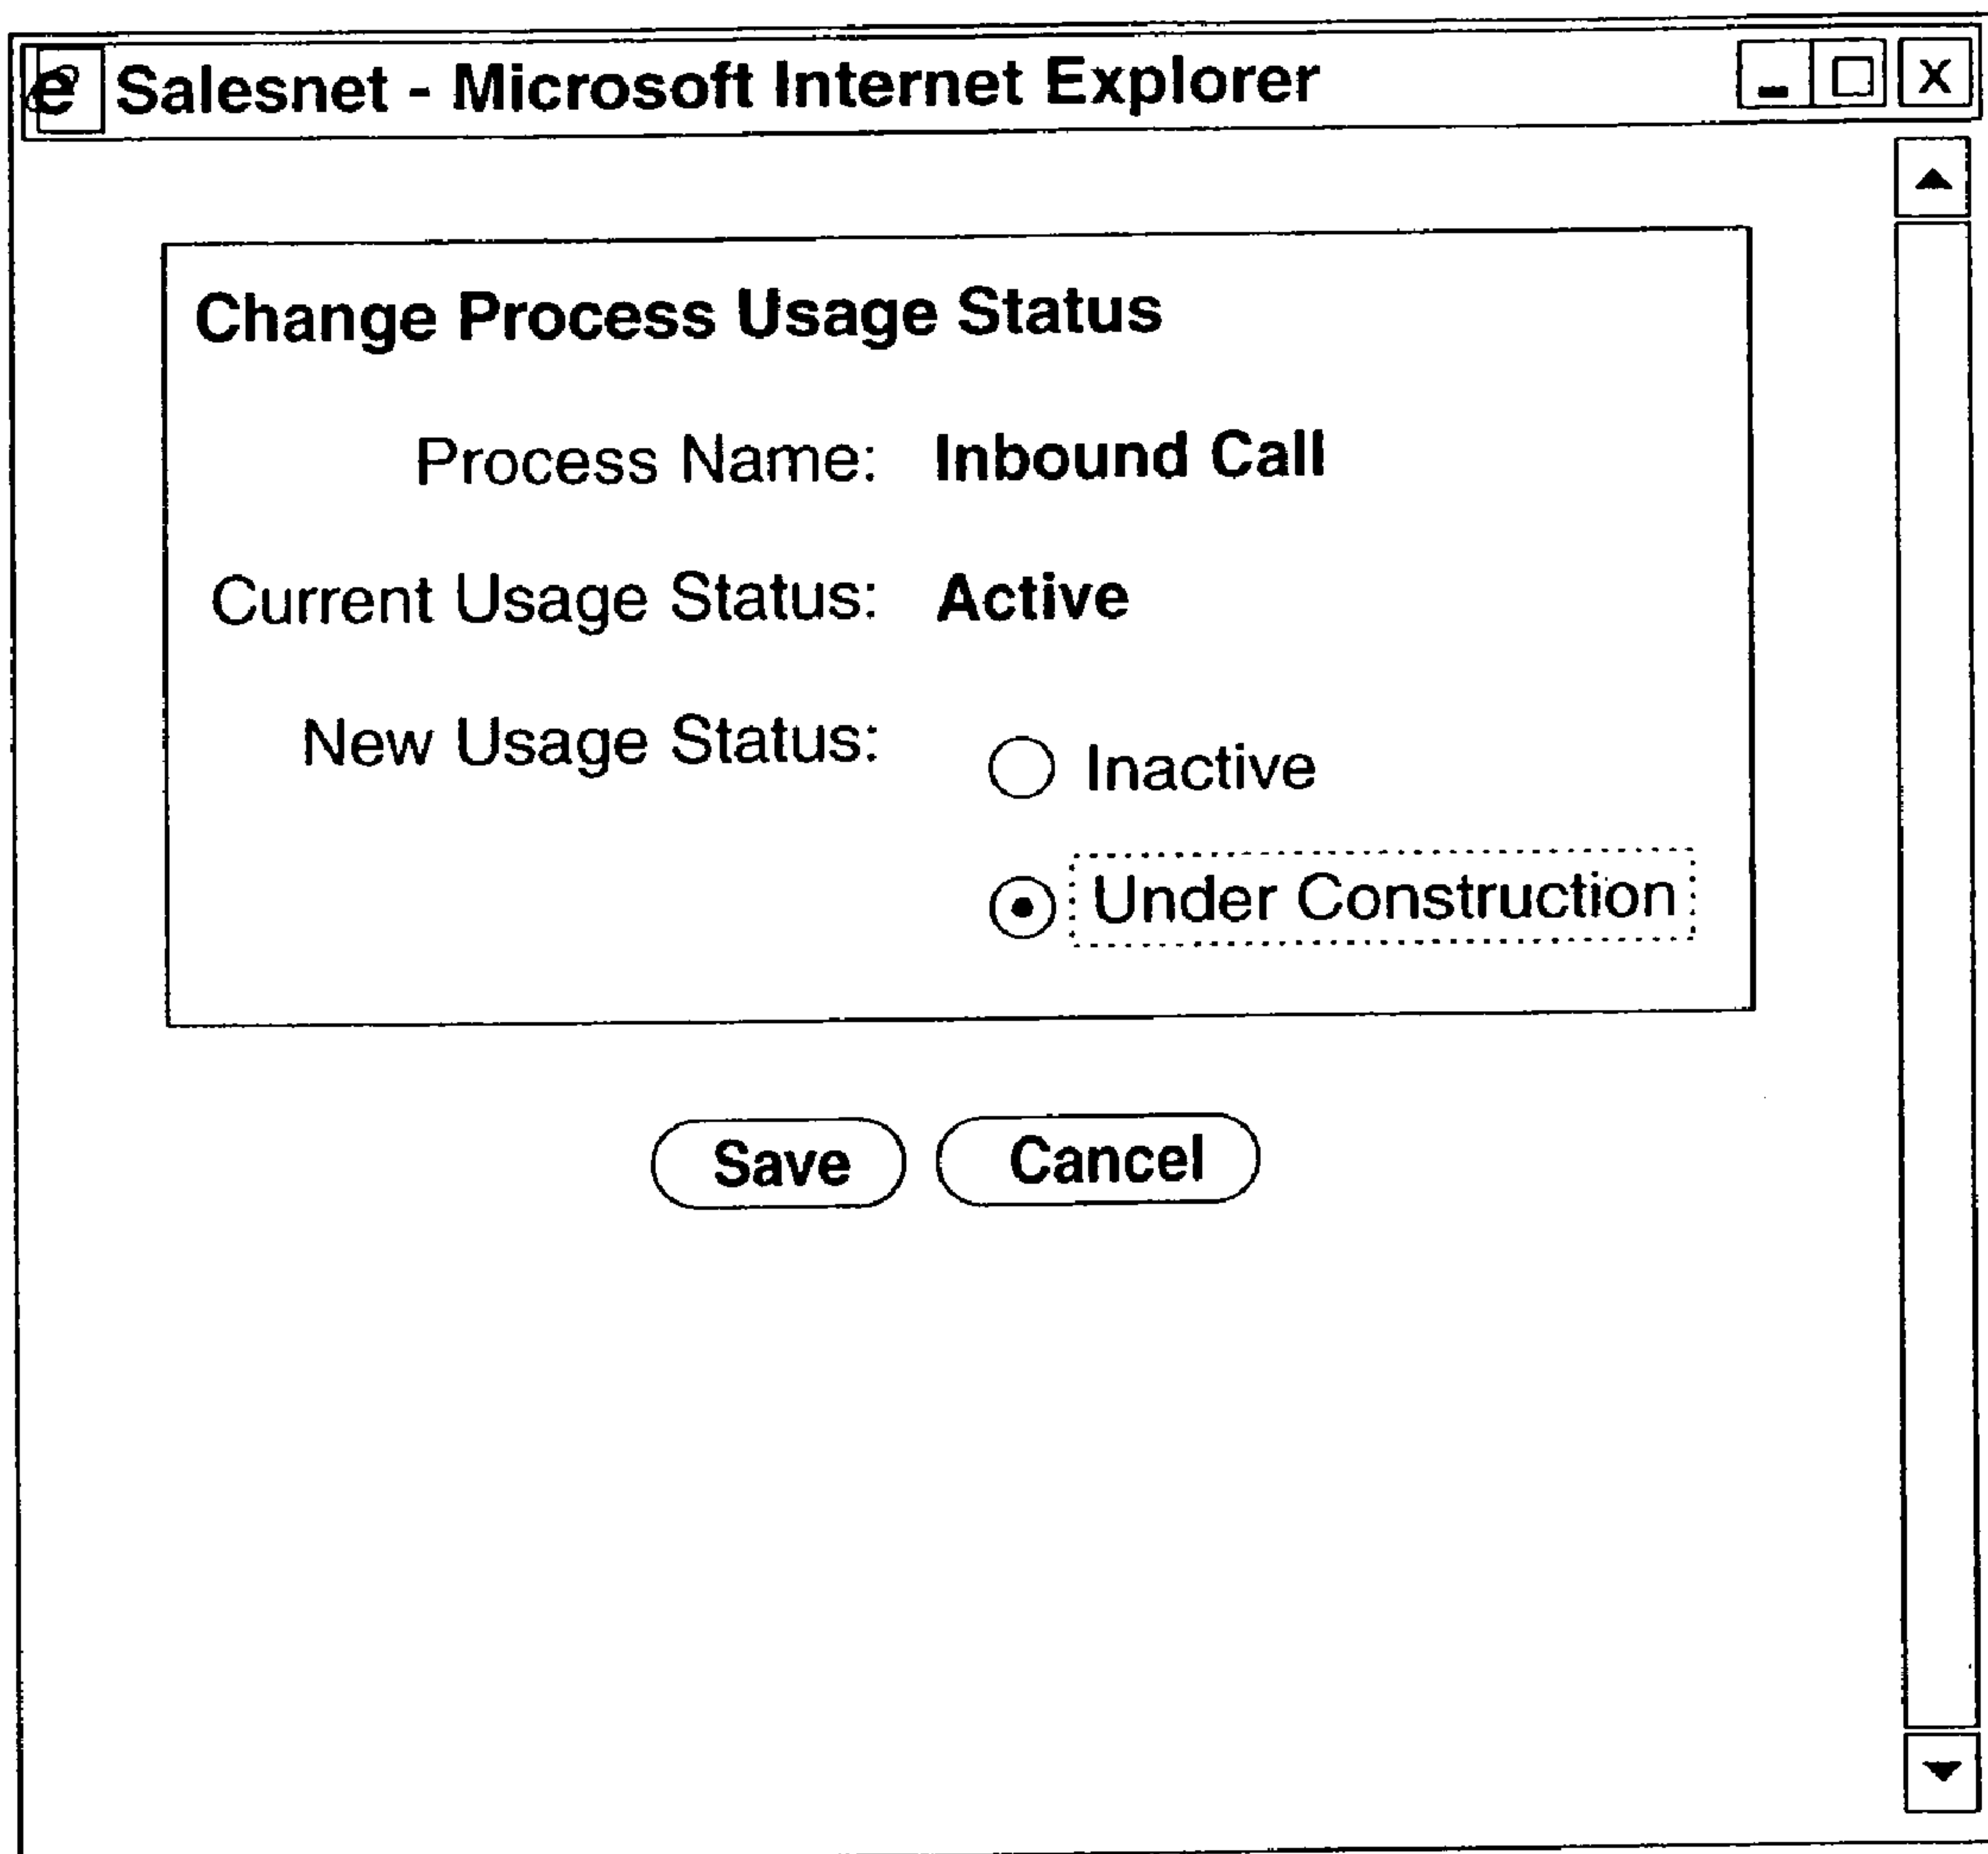 Salesnet - Microsoft Internet Explorer
Change Process Usage Status
Process Name: Inbound Call
Current Usage Status: Active
New Usage Status:
Inactive
Under Construction
Save Cancel